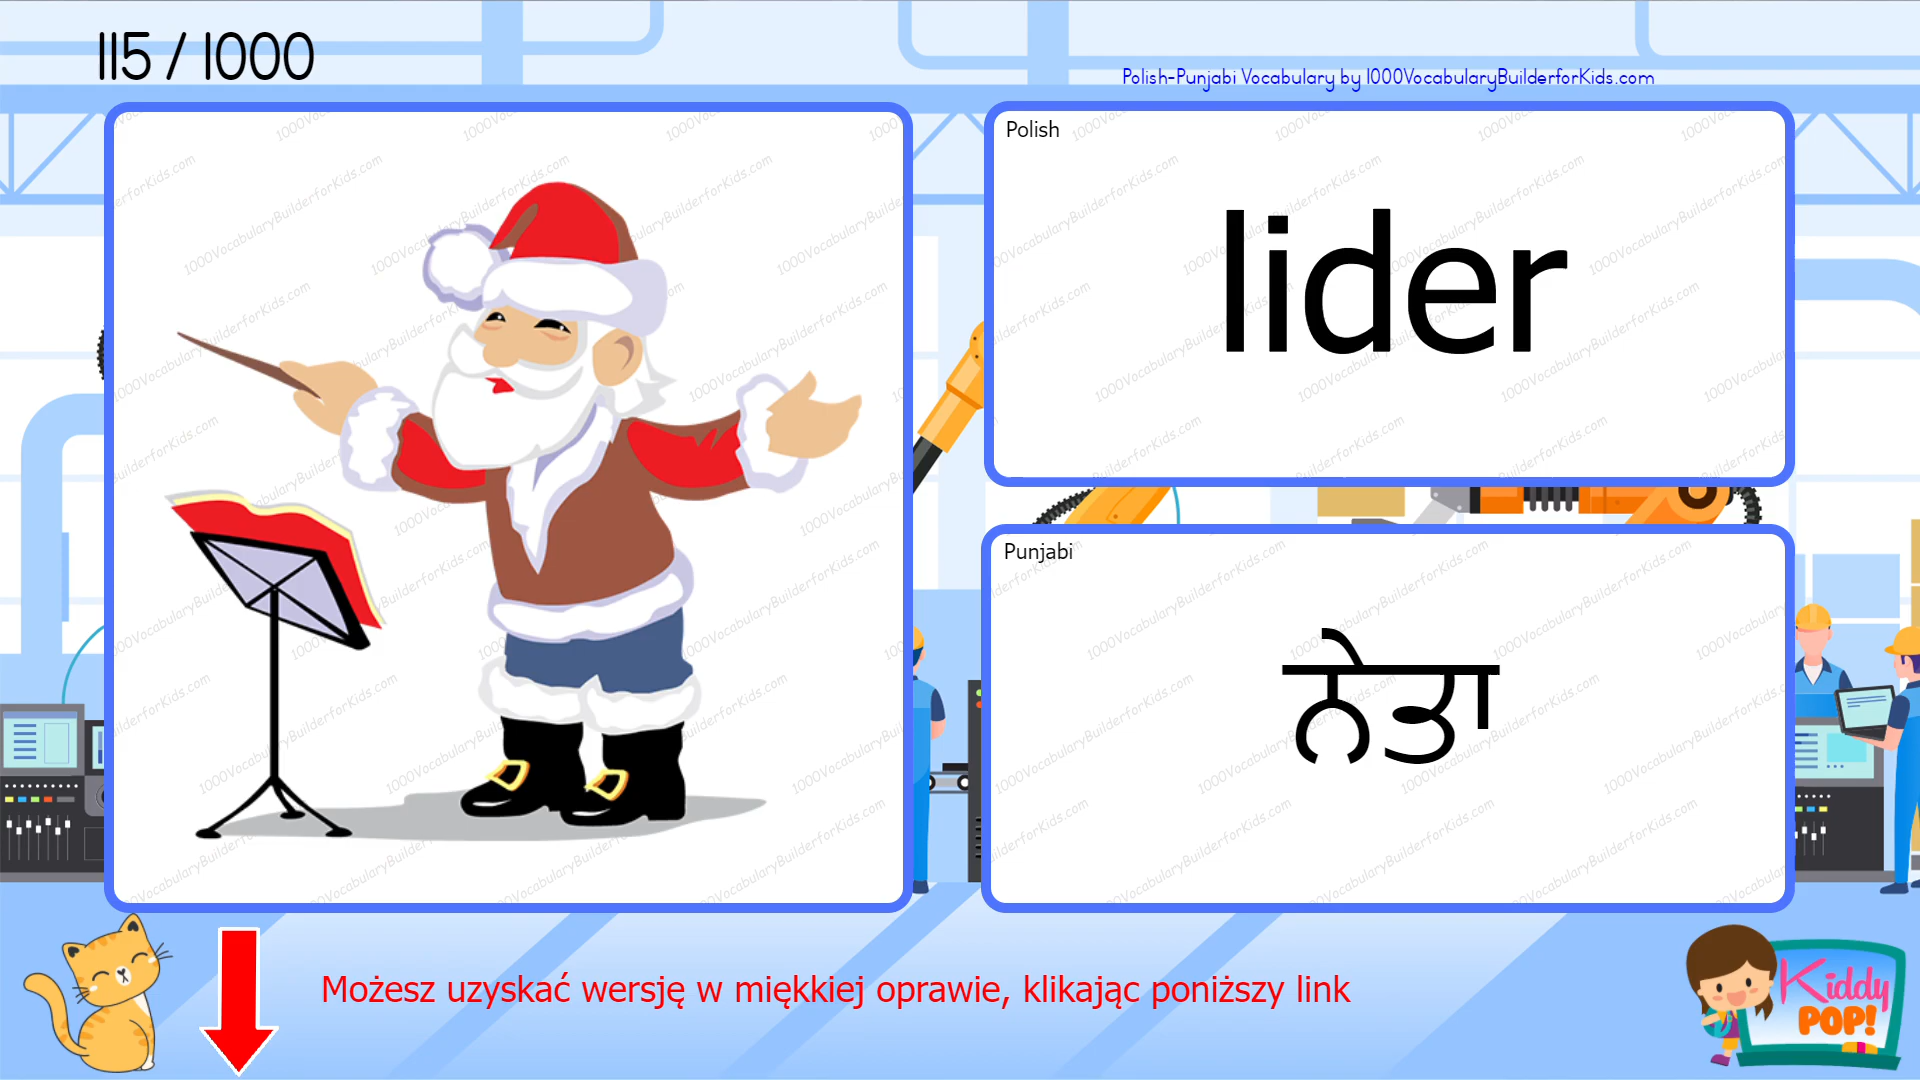 115 / 1000
Polish-Punjabi Vocabulary by 1000VocabularyBuilderforKids.com
Polish
lider
Punjabi
ਨੇਤਾ
Możesz uzyskać wersję w miękkiej oprawie, klikając poniższy link
Kiddy
POP!